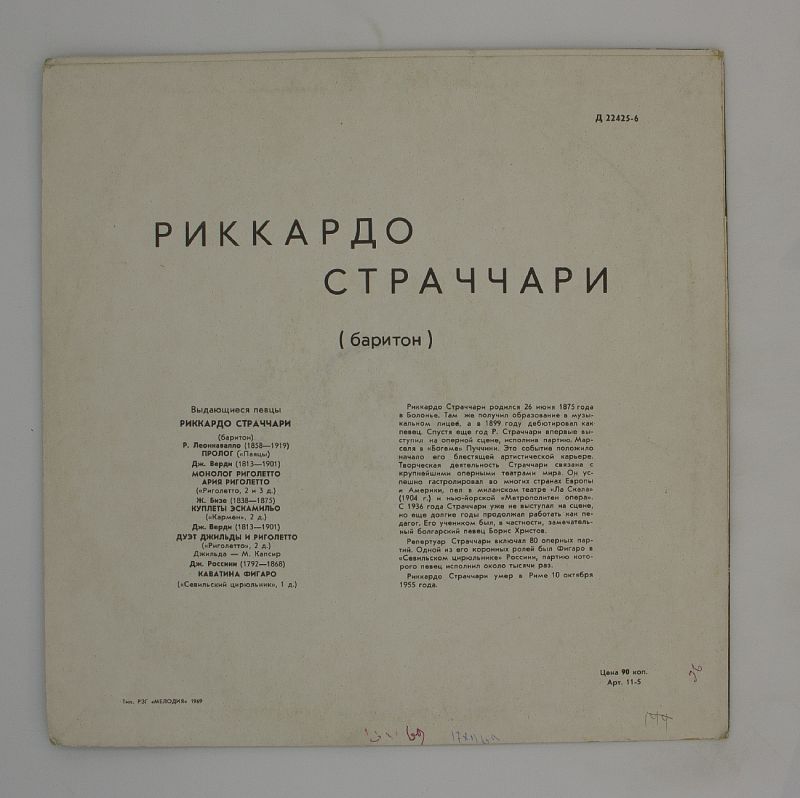 Д 22425-6
РИККАРДО
СТРАЧЧАРИ
(баритон)
Выдающиеся певцы
РИККАРДО СТРАЧЧАРИ
(баритон)
Р. Леонкавалло (1858—1919)
ПРОЛОГ («Паяцы»)
Дж. Верди (1813—1901)
МОНОЛОГ РИГОЛЕТТО
АРИЯ РИГОЛЕТТО
(«Риголетто», 2 и 3 д.)
Ж. Бизе (1838—1875)
КУПЛЕТЫ ЭСКАМИЛЬО
(«Кармен», 2 д.)
Дж. Верди (1813—1901)
ДУЭТ ДЖИЛЬДЫ И РИГОЛЕТТО
(«Риголетто», 2 д.)
Джильда — М. Капсир
Дж. Россини (1792—1868)
КАВАТИНА ФИГАРО
(«Севильский цирюльник», 1 д.)
Риккардо Страччари родился 26 июня 1875 года
в Болонье. Там же получил образование в музы-
кальном лицее, а в 1899 году дебютировал как
певец. Спустя еще год Р. Страччари впервые вы-
ступил на оперной сцене, исполнив партию Мар-
селя в «Богеме» Пуччини. Это событие положило
начало его блестящей артистической карьере.
Творческая деятельность Страччари связана с
крупнейшими оперными театрами мира. Он ус-
пешно гастролировал во многих странах Европы
и Америки, пел в миланском театре «Ла Скала»
(1904 г.) и нью-йоркской «Метрополитен опера».
С 1936 года Страччари уже не выступал на сцене,
но еще долгие годы продолжал работать как пе-
дагог. Его учеником был, в частности, замечатель-
ный болгарский певец Борис Христов.
Репертуар Страччари включал 80 оперных пар-
тий. Одной из его коронных ролей был Фигаро в
«Севильском цирюльнике» Россини, партию кото-
рого певец исполнил около тысячи раз.
Риккардо Страччари умер в Риме 10 октября
1955 года.
Цена 90 коп.
Арт. 11-5
Тип. РЗГ «МЕЛОДИЯ» 1969